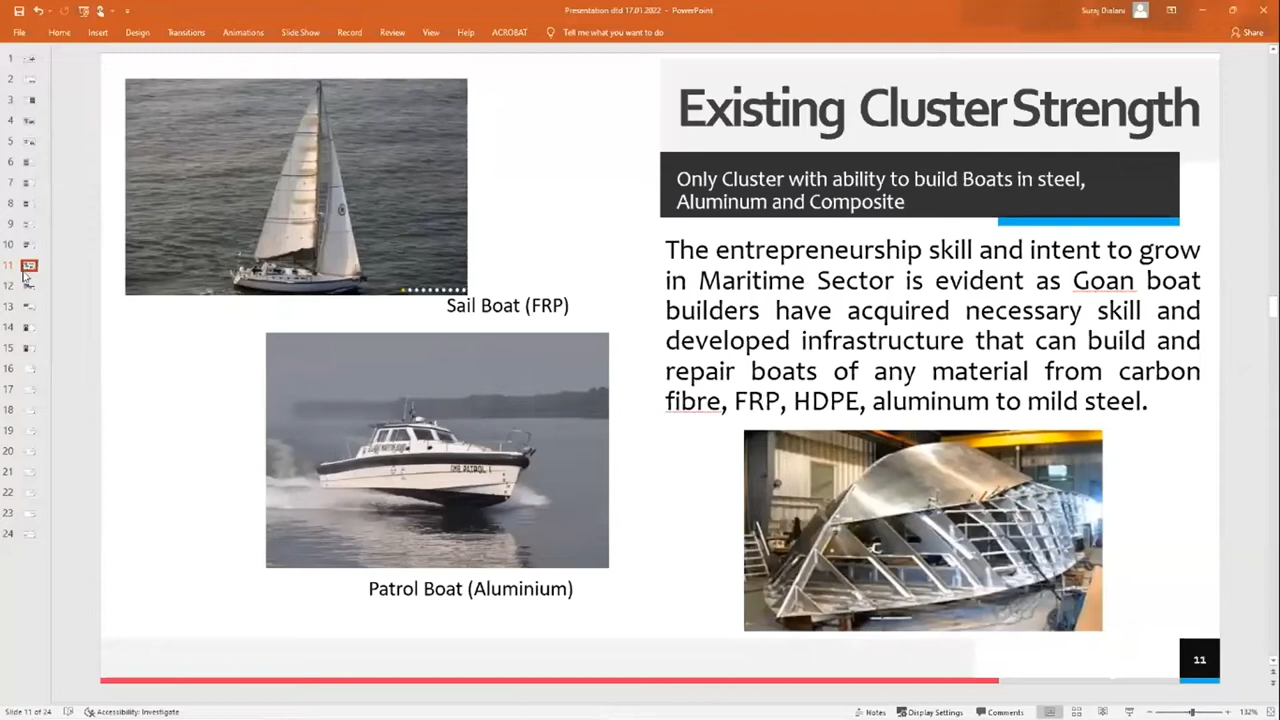 Presentation dtd 17.01.2022 - PowerPoint
Suraj Dialani
File Home Insert Design Transitions Animations Slide Show Record Review View Help ACROBAT Tell me what you want to do
Share
1
2
3
4
5
6
8
10
14
15
16
17
18
20
21
22
23
24
Existing Cluster Strength
Only Cluster with ability to build Boats in steel,
Aluminum and Composite
The entrepreneurship skill and intent to grow
in Maritime Sector is evident as Goan boat
builders have acquired necessary skill and
developed infrastructure that can build and
repair boats of any material from carbon
fibre, FRP, HDPE, aluminum to mild steel.
Sail Boat (FRP)
Patrol Boat (Aluminium)
11
Slide 11 of 24 Accessibility: Investigate
Notes Display Settings Comments 132%